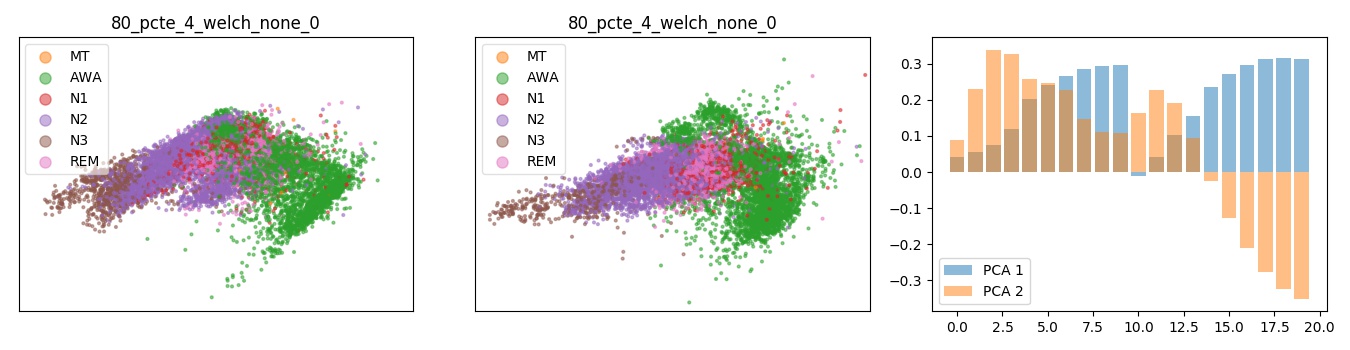 80_pcte_4_welch_none_0
MT
AWA
N1
N2
N3
REM
80_pcte_4_welch_none_0
MT
AWA
N1
N2
N3
REM
0.3
0.2
0.1
0.0
−0.1
−0.2
−0.3
PCA 1
PCA 2
0.0 2.5 5.0 7.5 10.0 12.5 15.0 17.5 20.0